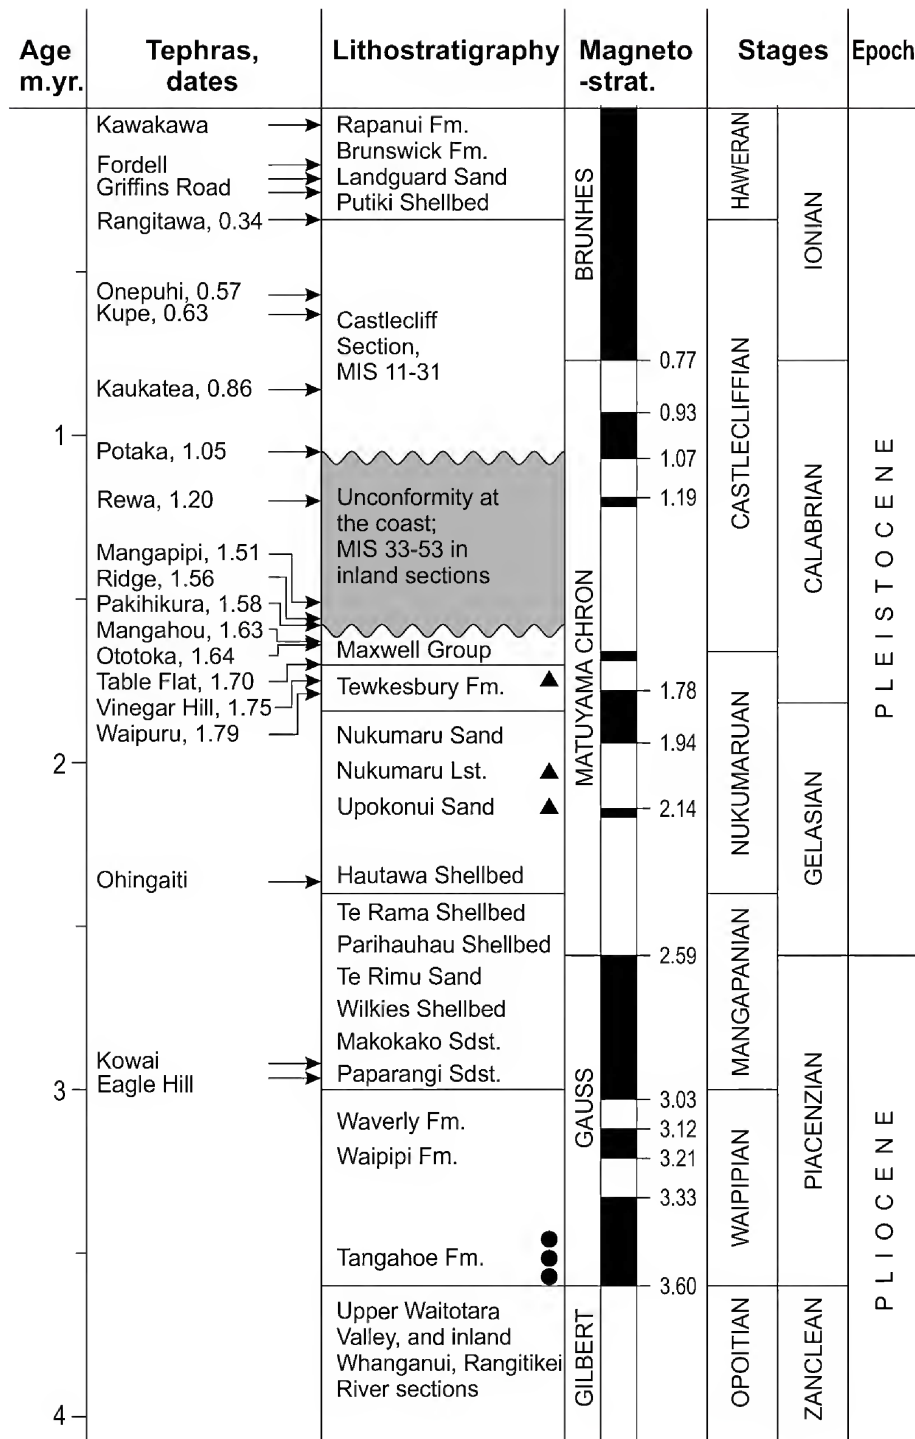 Age
m.yr.
Tephras,
dates
Lithostratigraphy
Magneto
-strat.
Stages
Epoch
Kawakawa
Fordell
Griffins Road
Rangitawa, 0.34
Onepuhi, 0.57
Kupe, 0.63
Kaukatea, 0.86
1
Potaka, 1.05
Rewa, 1.20
Mangapipi, 1.51
Ridge, 1.56
Pakihikura, 1.58
Mangahou, 1.63
Ototoka, 1.64
Table Flat, 1.70
Vinegar Hill, 1.75
Waipuru, 1.79
2
Ohingaiti
Kowai
Eagle Hill
3
4
Rapanui Fm.
Brunswick Fm.
Landguard Sand
Putiki Shellbed
Castlecliff
Section,
MIS 11-31
Unconformity at
the coast;
MIS 33-53 in
inland sections
Maxwell Group
Tewkesbury Fm.
Nukumaru Sand
Nukumaru Lst.
Upokonui Sand
Hautawa Shellbed
Te Rama Shellbed
Parihauhau Shellbed
Te Rimu Sand
Wilkies Shellbed
Makokako Sdst.
Paparangi Sdst.
Waverly Fm.
Waipipi Fm.
Tangahoe Fm.
Upper Waitotara
Valley, and inland
Whanganui, Rangitikei
River sections
BRUNHES
MATUYAMA CHRON
GAUSS
GILBERT
0.77
0.93
1.07
1.19
1.78
1.94
2.14
2.59
3.03
3.12
3.21
3.33
3.60
HAWERAN
CASTLECLIFFIAN
NUKUMARUAN
MANGAPANIAN
WAIPIPIAN
OPOITIAN
IONIAN
CALABRIAN
GELASIAN
PIACENZIAN
ZANCLEAN
PLEISTOCENE
PLIOCENE